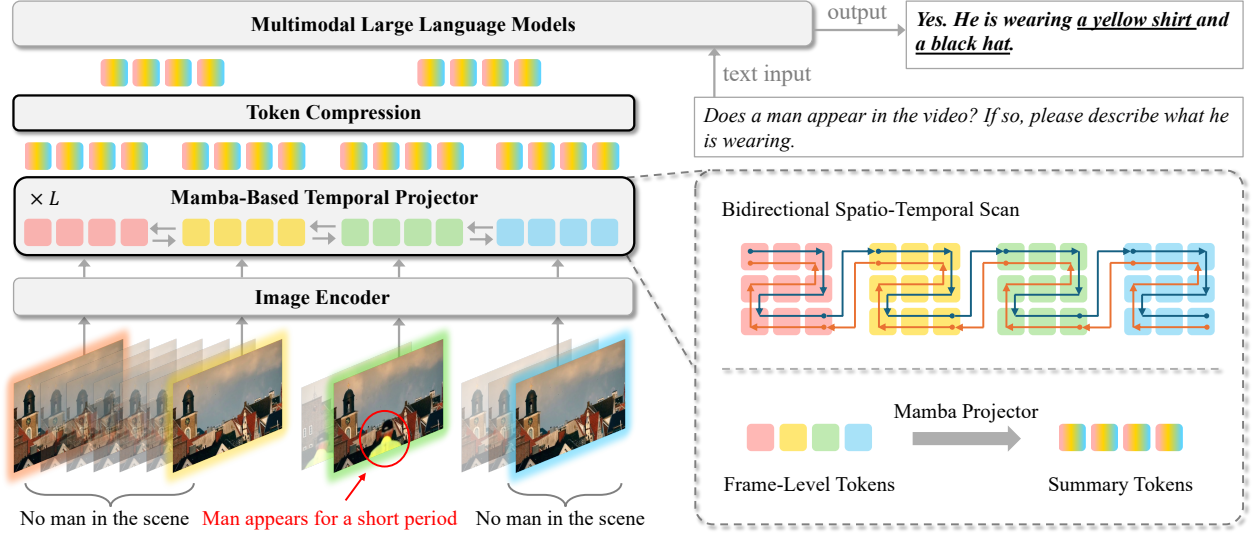 Multimodal Large Language Models
output
Yes. He is wearing a yellow shirt and
a black hat.
text input
Token Compression
Does a man appear in the video? If so, please describe what he
is wearing.
× L
Mamba-Based Temporal Projector
Bidirectional Spatio-Temporal Scan
Image Encoder
Mamba Projector
Frame-Level Tokens
Summary Tokens
No man in the scene
Man appears for a short period
No man in the scene